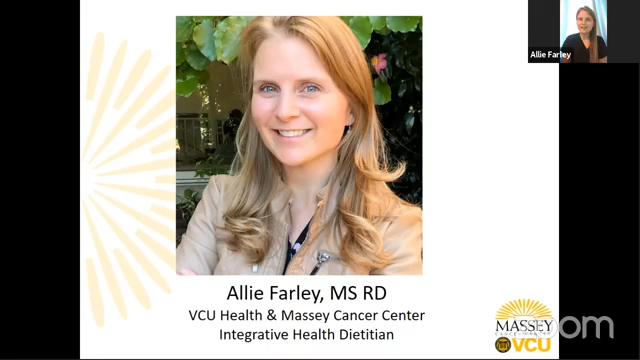 Allie Farley
Allie Farley, MS RD
VCU Health & Massey Cancer Center
Integrative Health Dietitian
MASSEY
VCU
zoom